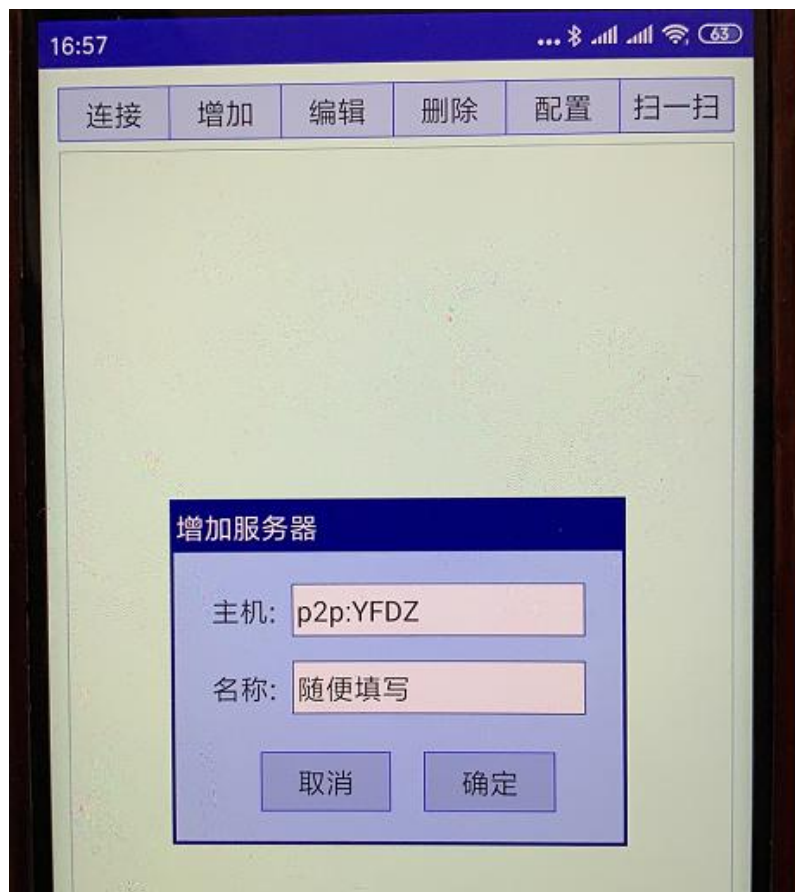 16:57
63
连接 增加 编辑 删除 配置 扫一扫
增加服务器
主机: p2p:YFDZ
名称: 随便填写
取消 确定